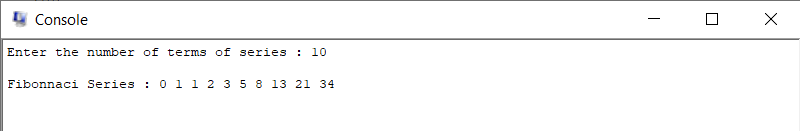 Console
Enter the number of terms of series : 10
Fibonnaci Series : 0 1 1 2 3 5 8 13 21 34